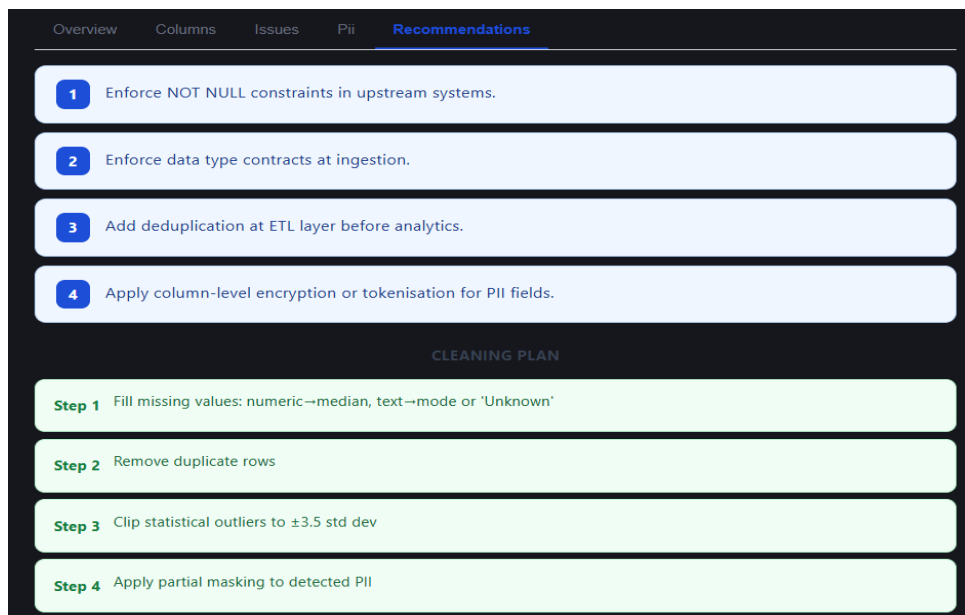 Overview Columns Issues Pii Recommendations
1 Enforce NOT NULL constraints in upstream systems.
2 Enforce data type contracts at ingestion.
3 Add deduplication at ETL layer before analytics.
4 Apply column-level encryption or tokenisation for PII fields.
CLEANING PLAN
Step 1 Fill missing values: numeric→median, text→mode or 'Unknown'
Step 2 Remove duplicate rows
Step 3 Clip statistical outliers to ±3.5 std dev
Step 4 Apply partial masking to detected PII